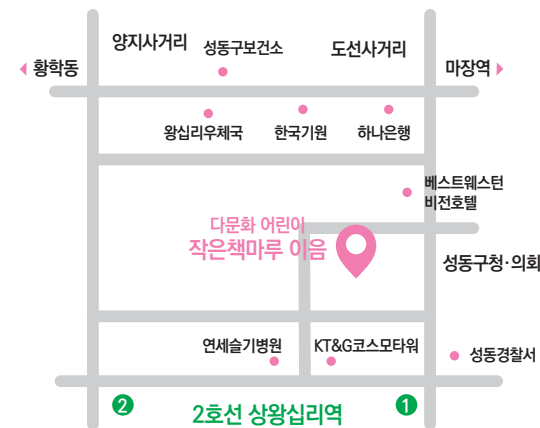 양지사거리
성동구보건소
도선사거리
황학동
마장역
왕십리우체국
한국기원
하나은행
베스트웨스턴
비전호텔
다문화 어린이
작은책마루 이음
성동구청·의회
연세슬기병원
KT&G코스모타워
성동경찰서
2
2호선 상왕십리역
1